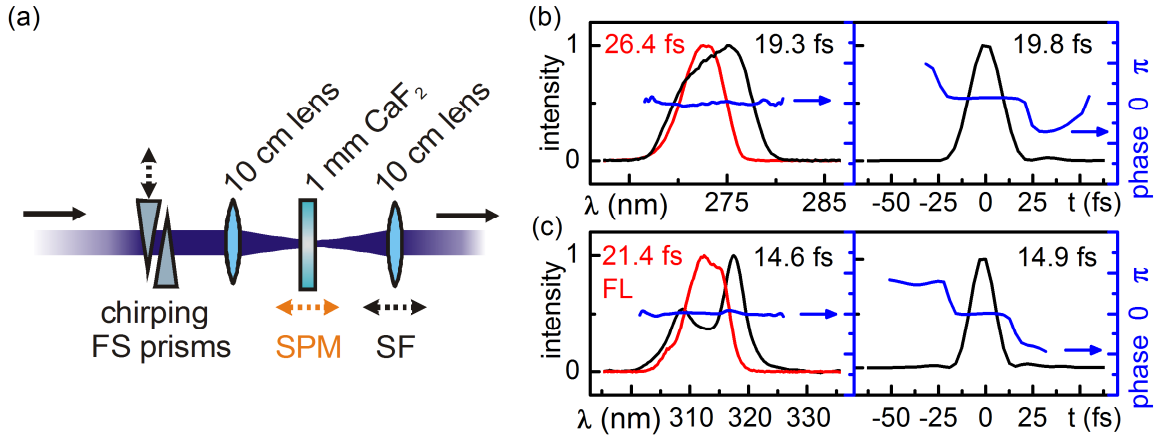 (a)
10 cm lens
1 mm CaF₂
10 cm lens
chirping
FS prisms
SPM
SF
(b)
26.4 fs
19.3 fs
19.8 fs
intensity
1
0
λ (nm)
275
285
-50
-25
0
25
t (fs)
phase
0
π
(c)
21.4 fs
FL
14.6 fs
14.9 fs
intensity
1
0
λ (nm)
310
320
330
-50
-25
0
25
t (fs)
phase
0
π